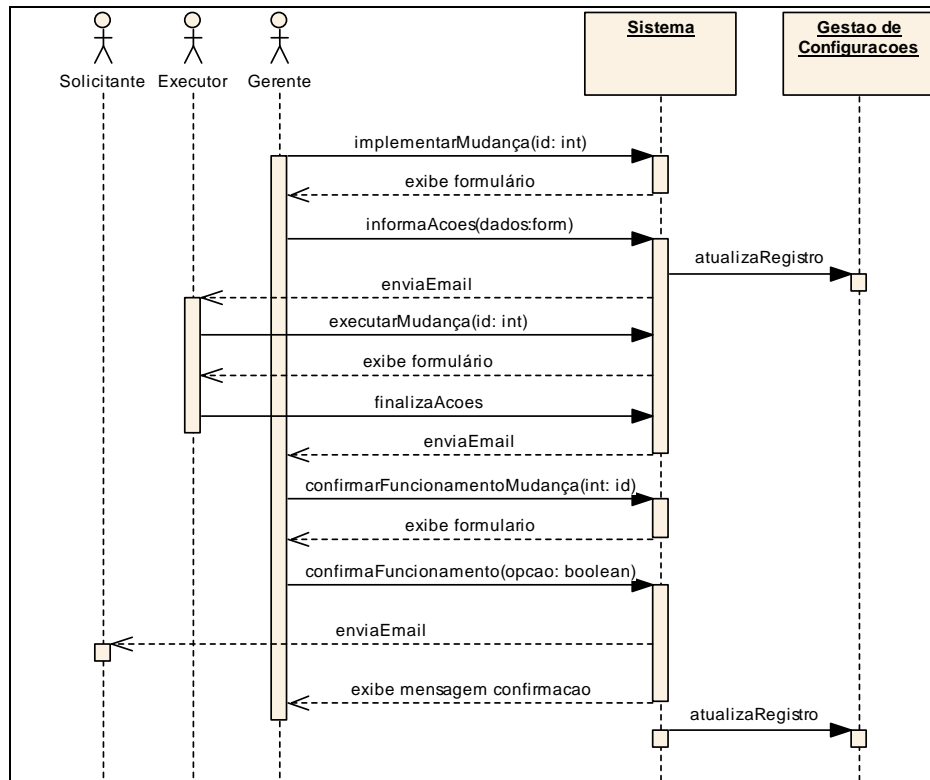 Sistema
Gestao de
Configuracoes
Solicitante
Executor
Gerente
implementarMudança(id: int)
exibe formulário
informaAcoes(dados:form)
atualizaRegistro
enviaEmail
executarMudança(id: int)
exibe formulário
finalizaAcoes
enviaEmail
confirmarFuncionamentoMudança(int: id)
exibe formulario
confirmaFuncionamento(opcao: boolean)
enviaEmail
exibe mensagem confirmacao
atualizaRegistro